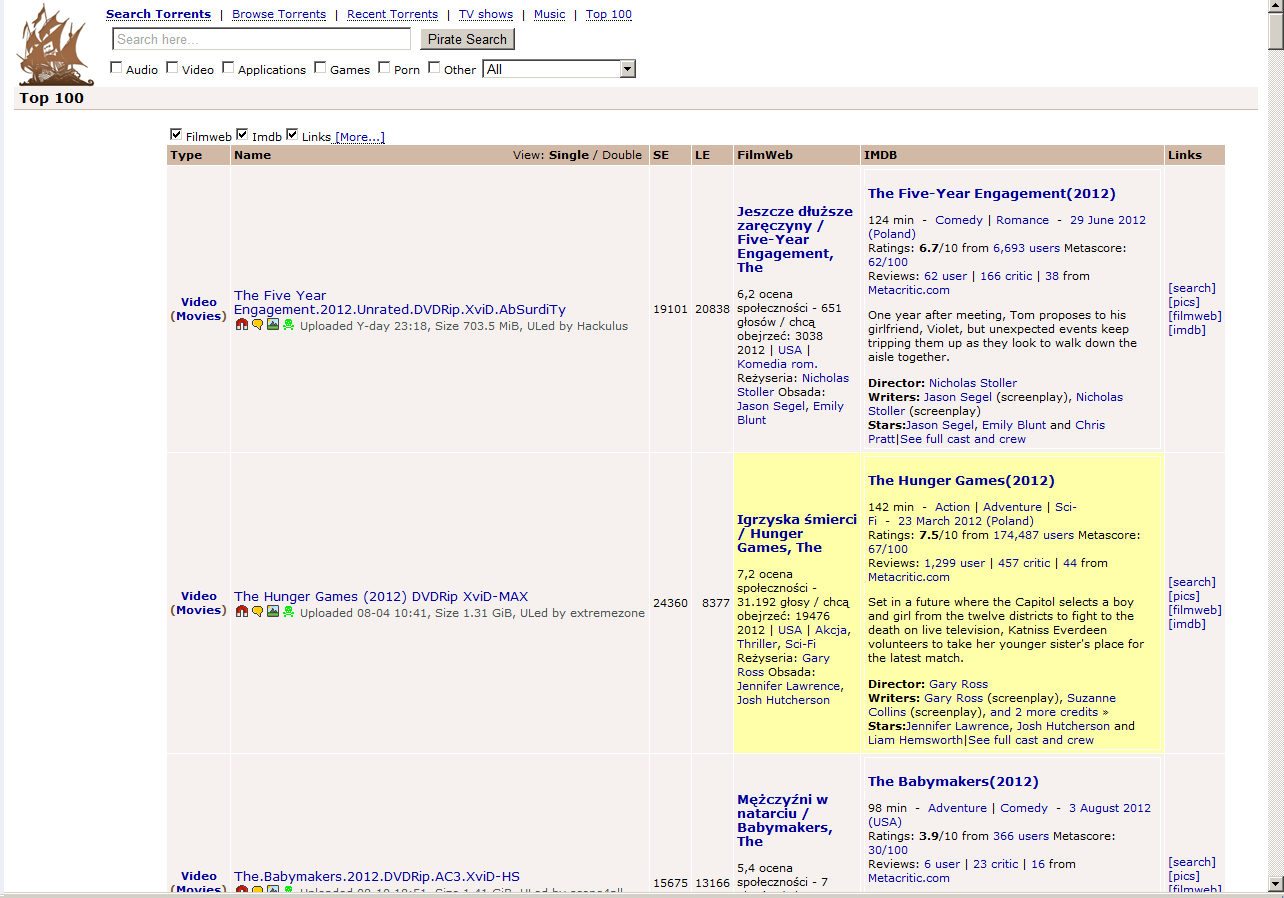 Search Torrents | Browse Torrents | Recent Torrents | TV shows | Music | Top 100
Search here...
Pirate Search
Audio Video Applications Games Porn Other All
Top 100
Filmweb Imdb Links [More...]
Type Name View: Single / Double SE LE FilmWeb IMDB Links
Video
(Movies)
The Five Year
Engagement.2012.Unrated.DVDRip.XviD.AbSurdiTy
Uploaded Y-day 23:18, Size 703.5 MiB, ULed by Hackulus
19101 20838
Jeszcze dłuższe
zaręczyny /
Five-Year
Engagement,
The
6,2 ocena
społeczności - 651
głosów / chcą
obejrzeć: 3038
2012 | USA |
Komedia rom.
Reżyseria: Nicholas
Stoller Obsada:
Jason Segel, Emily
Blunt
The Five-Year Engagement(2012)
124 min - Comedy | Romance - 29 June 2012
(Poland)
Ratings: 6.7/10 from 6,693 users Metascore:
62/100
Reviews: 62 user | 166 critic | 38 from
Metacritic.com
One year after meeting, Tom proposes to his
girlfriend, Violet, but unexpected events keep
tripping them up as they look to walk down the
aisle together.
Director: Nicholas Stoller
Writers: Jason Segel (screenplay), Nicholas
Stoller (screenplay)
Stars:Jason Segel, Emily Blunt and Chris
Pratt|See full cast and crew
[search]
[pics]
[filmweb]
[imdb]
Video
(Movies)
The Hunger Games (2012) DVDRip XviD-MAX
Uploaded 08-04 10:41, Size 1.31 GiB, ULed by extremezone
24360 8377
Igrzyska śmierci
/ Hunger
Games, The
7,2 ocena
społeczności -
31.192 głosy / chcą
obejrzeć: 19476
2012 | USA | Akcja,
Thriller, Sci-Fi
Reżyseria: Gary
Ross Obsada:
Jennifer Lawrence,
Josh Hutcherson
The Hunger Games(2012)
142 min - Action | Adventure | Sci-
Fi - 23 March 2012 (Poland)
Ratings: 7.5/10 from 174,487 users Metascore:
67/100
Reviews: 1,299 user | 457 critic | 44 from
Metacritic.com
Set in a future where the Capitol selects a boy
and girl from the twelve districts to fight to the
death on live television, Katniss Everdeen
volunteers to take her younger sister's place for
the latest match.
Director: Gary Ross
Writers: Gary Ross (screenplay), Suzanne
Collins (screenplay), and 2 more credits »
Stars:Jennifer Lawrence, Josh Hutcherson and
Liam Hemsworth|See full cast and crew
[search]
[pics]
[filmweb]
[imdb]
Video
(Movies)
The.Babymakers.2012.DVDRip.AC3.XviD-HS
15675 13166
Mężczyźni w
natarciu /
Babymakers,
The
5,4 ocena
społeczności - 7
The Babymakers(2012)
98 min - Adventure | Comedy - 3 August 2012
(USA)
Ratings: 3.9/10 from 366 users Metascore:
30/100
Reviews: 6 user | 23 critic | 16 from
Metacritic.com
[search]
[pics]
[filmweb]